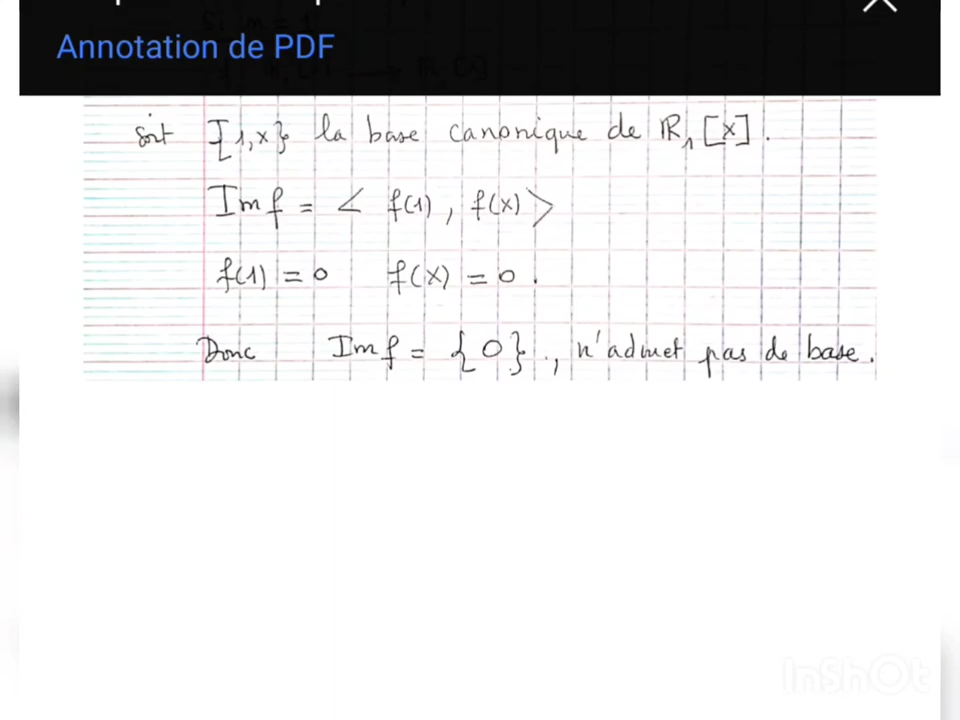 Annotation de PDF
soit {1,x} la base canonique de ℝ₁[x].
Im f = < f(1), f(x) >
f(1) = 0 f(x) = 0.
Donc Im f = {0}, n'admet pas de base.
InShOt